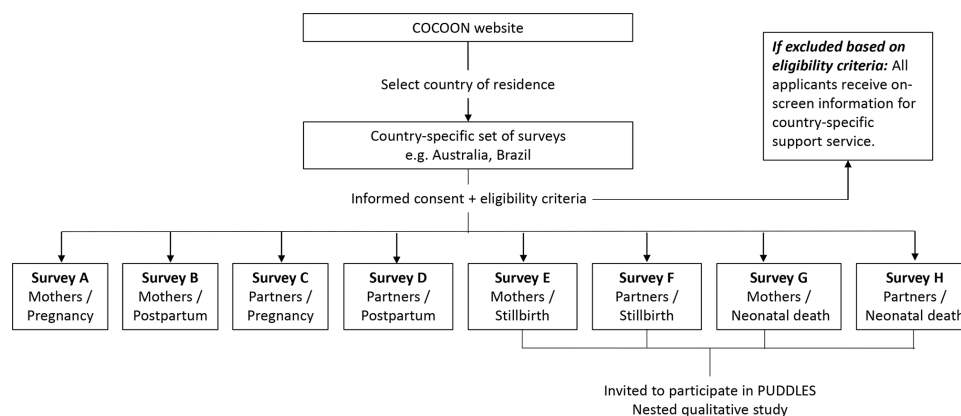 COCOON website
If excluded based on
eligibility criteria: All
applicants receive on-
screen information for
country-specific
support service.
Select country of residence
Country-specific set of surveys
e.g. Australia, Brazil
Informed consent + eligibility criteria
Survey A
Mothers /
Pregnancy
Survey B
Mothers /
Postpartum
Survey C
Partners /
Pregnancy
Survey D
Partners /
Postpartum
Survey E
Mothers /
Stillbirth
Survey F
Partners /
Stillbirth
Survey G
Mothers /
Neonatal death
Survey H
Partners /
Neonatal death
Invited to participate in PUDDLES
Nested qualitative study